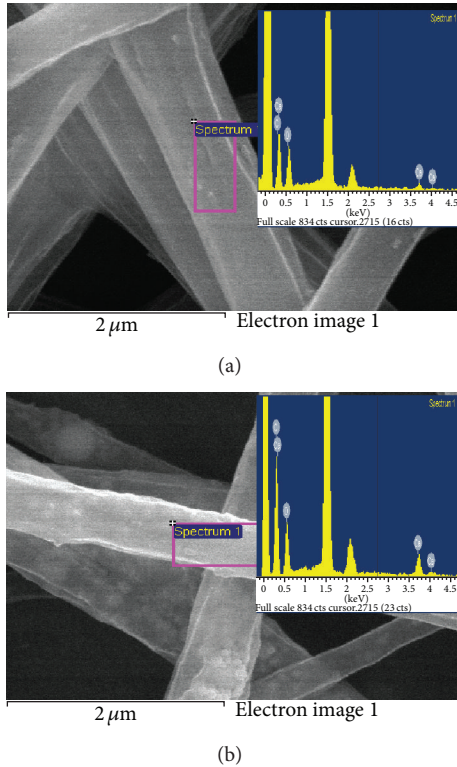 Spectrum 1
Spectrum
0 0.5 1 1.5 2 2.5 3 3.5 4 4.5
(keV)
Full scale 834 cts cursor.2715 (16 cts)
2 μm Electron image 1
(a)
Spectrum 1
Spectrum 1
0 0.5 1 1.5 2 2.5 3 3.5 4 4.5
(keV)
Full scale 834 cts cursor.2715 (23 cts)
2 μm Electron image 1
(b)